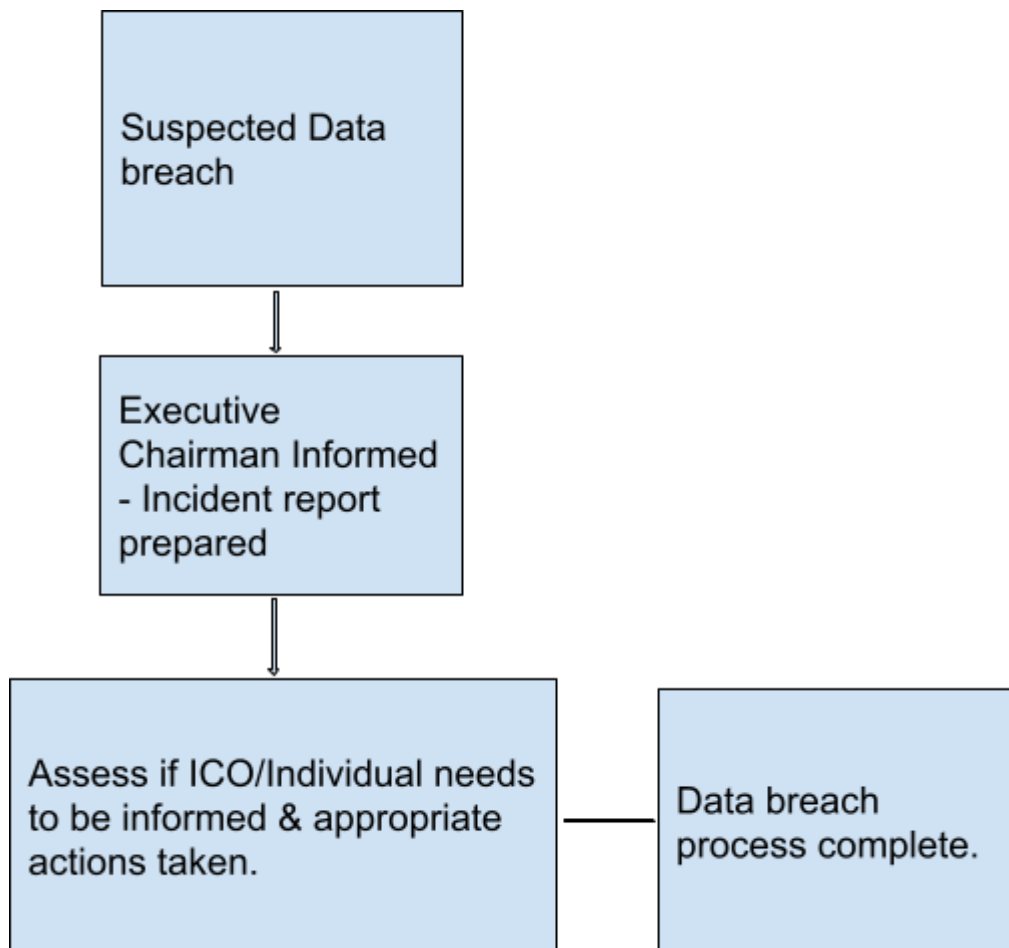 Suspected Data
breach
Executive
Chairman Informed
- Incident report
prepared
Assess if ICO/Individual needs
to be informed & appropriate
actions taken.
Data breach
process complete.